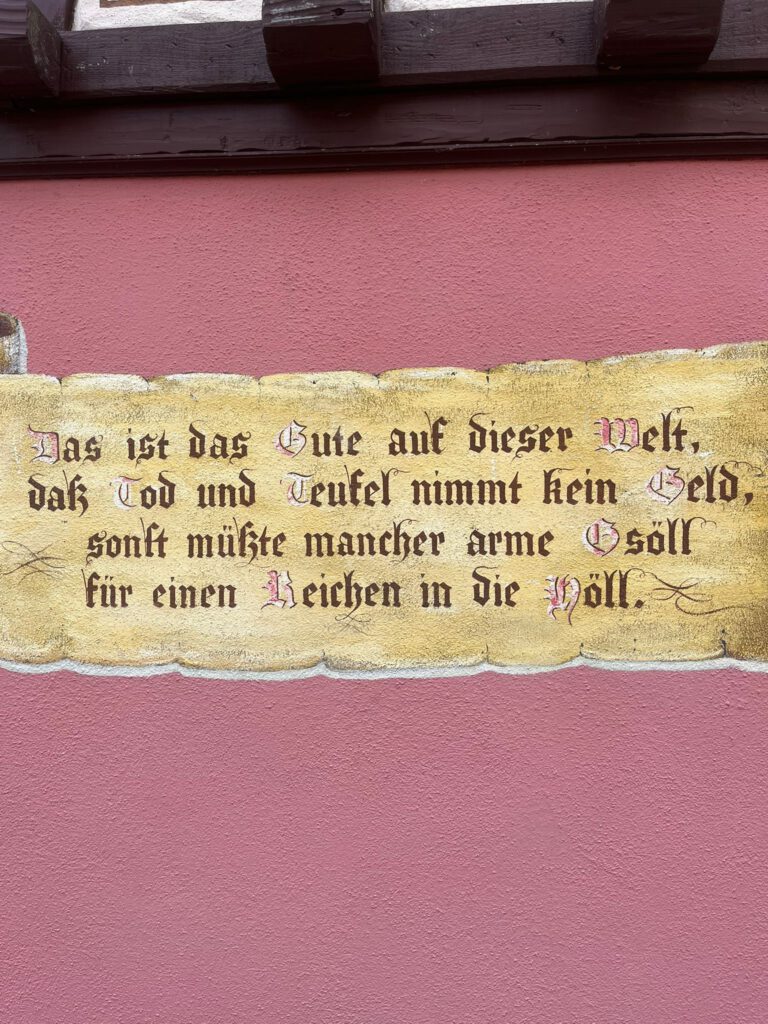 Das ist das Gute auf dieser Welt,
daß Tod und Teufel nimmt kein Geld,
sonst müßte mancher arme Gsöll
für einen Reichen in die Höll.